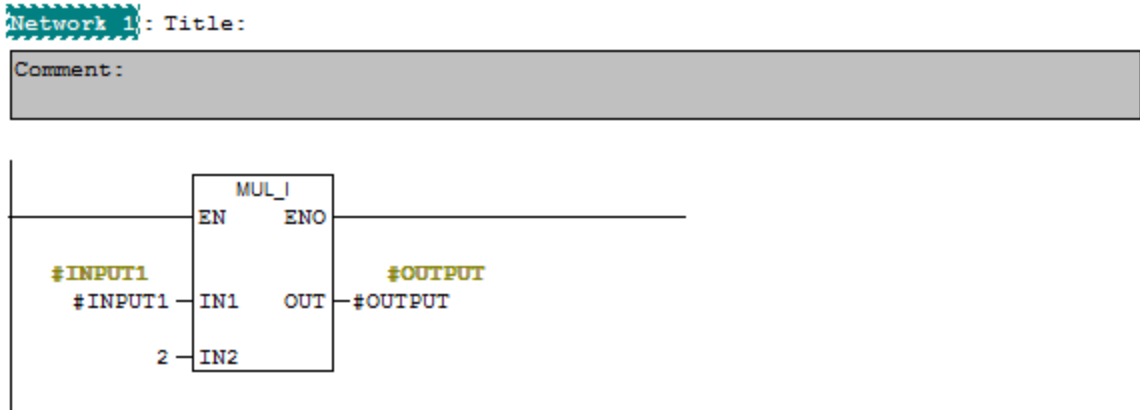 Network 1: Title:
Comment:
MUL_I
EN ENO
#INPUT1 #OUTPUT
#INPUT1 IN1 OUT #OUTPUT
2 IN2